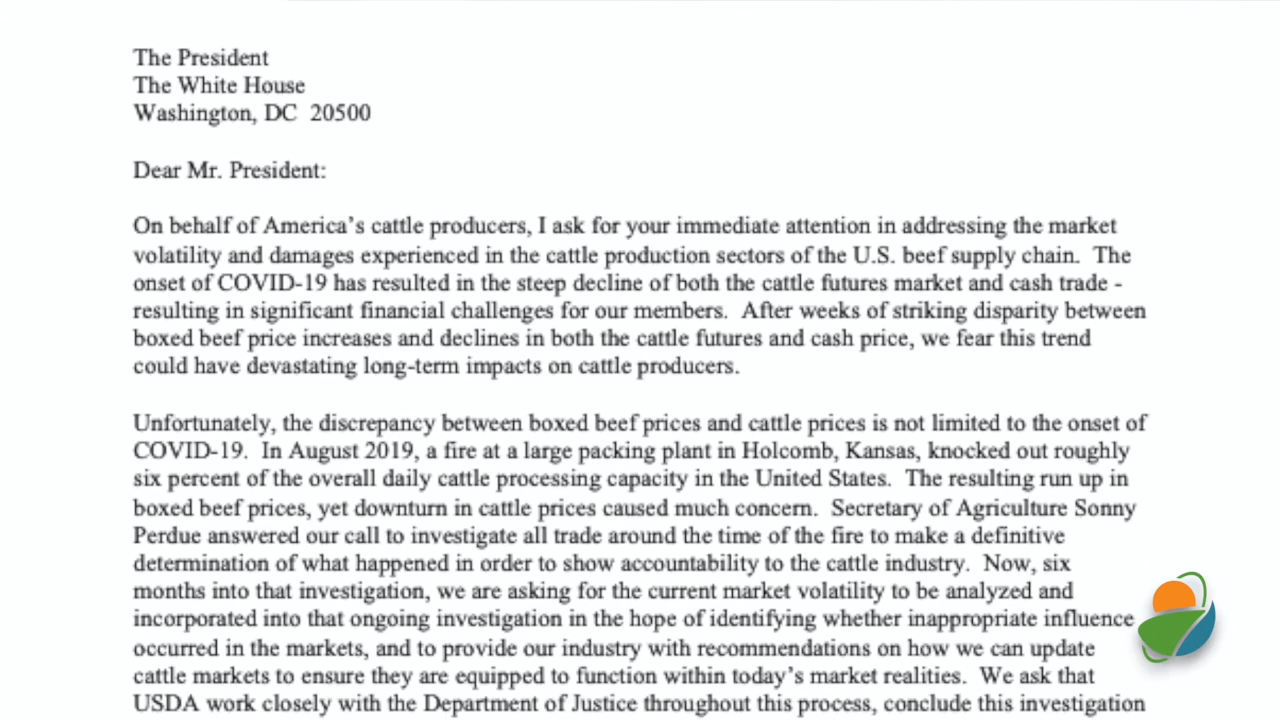 The President
The White House
Washington, DC  20500
Dear Mr. President:
On behalf of America’s cattle producers, I ask for your immediate attention in addressing the market
volatility and damages experienced in the cattle production sectors of the U.S. beef supply chain.  The
onset of COVID-19 has resulted in the steep decline of both the cattle futures market and cash trade -
resulting in significant financial challenges for our members.  After weeks of striking disparity between
boxed beef price increases and declines in both the cattle futures and cash price, we fear this trend
could have devastating long-term impacts on cattle producers.
Unfortunately, the discrepancy between boxed beef prices and cattle prices is not limited to the onset of
COVID-19.  In August 2019, a fire at a large packing plant in Holcomb, Kansas, knocked out roughly
six percent of the overall daily cattle processing capacity in the United States.  The resulting run up in
boxed beef prices, yet downturn in cattle prices caused much concern.  Secretary of Agriculture Sonny
Perdue answered our call to investigate all trade around the time of the fire to make a definitive
determination of what happened in order to show accountability to the cattle industry.  Now, six
months into that investigation, we are asking for the current market volatility to be analyzed and
incorporated into that ongoing investigation in the hope of identifying whether inappropriate influence
occurred in the markets, and to provide our industry with recommendations on how we can update
cattle markets to ensure they are equipped to function within today’s market realities.  We ask that
USDA work closely with the Department of Justice throughout this process, conclude this investigation